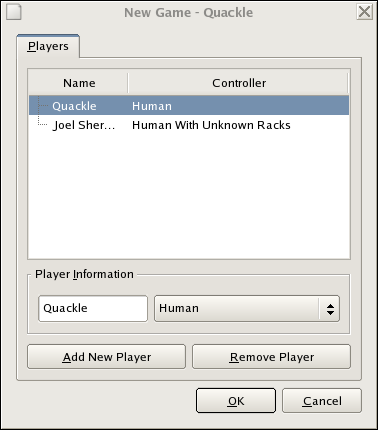 New Game - Quackle
Players
Name Controller
Quackle Human
Joel Sher... Human With Unknown Racks
Player Information
Quackle Human
Add New Player Remove Player
OK Cancel